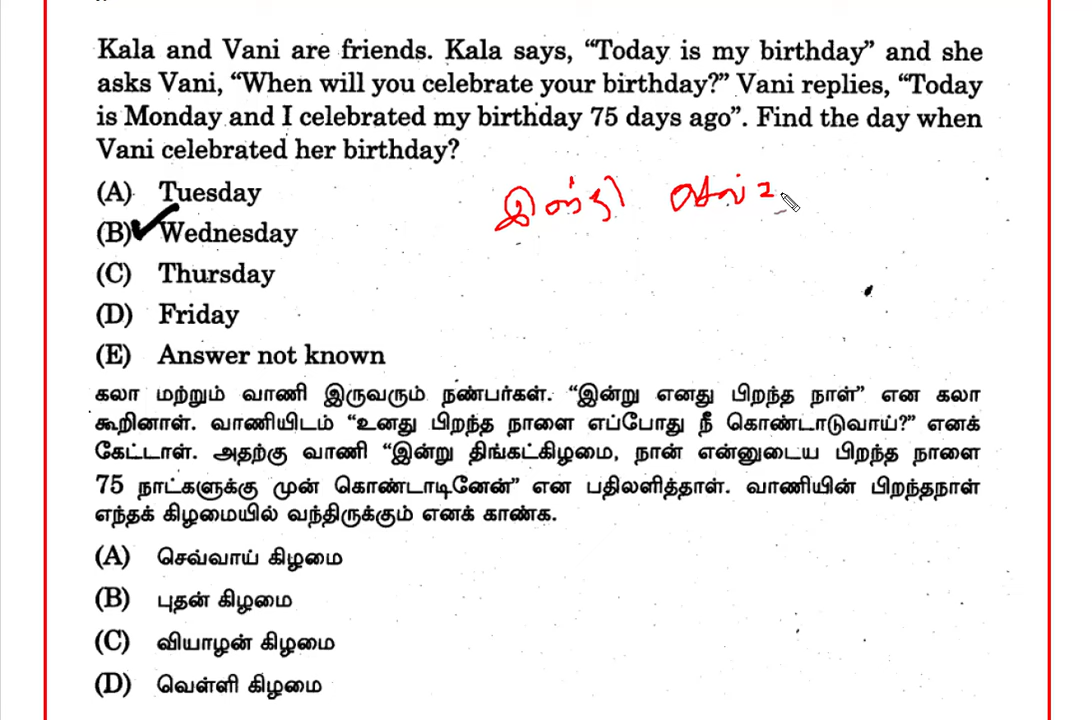 Kala and Vani are friends. Kala says, “Today is my birthday” and she
asks Vani, “When will you celebrate your birthday?” Vani replies, “Today
is Monday and I celebrated my birthday 75 days ago”. Find the day when
Vani celebrated her birthday?
(A) Tuesday
(B) Wednesday
(C) Thursday
(D) Friday
(E) Answer not known
கலா மற்றும் வாணி இருவரும் நண்பர்கள். “இன்று எனது பிறந்த நாள்” என கலா
கூறினாள். வாணியிடம் “உனது பிறந்த நாளை எப்போது நீ கொண்டாடுவாய்?” எனக்
கேட்டாள். அதற்கு வாணி “இன்று திங்கட்கிழமை, நான் என்னுடைய பிறந்த நாளை
75 நாட்களுக்கு முன் கொண்டாடினேன்” என பதிலளித்தாள். வாணியின் பிறந்தநாள்
எந்தக் கிழமையில் வந்திருக்கும் எனக் காண்க.
(A) செவ்வாய் கிழமை
(B) புதன் கிழமை
(C) வியாழன் கிழமை
(D) வெள்ளி கிழமை